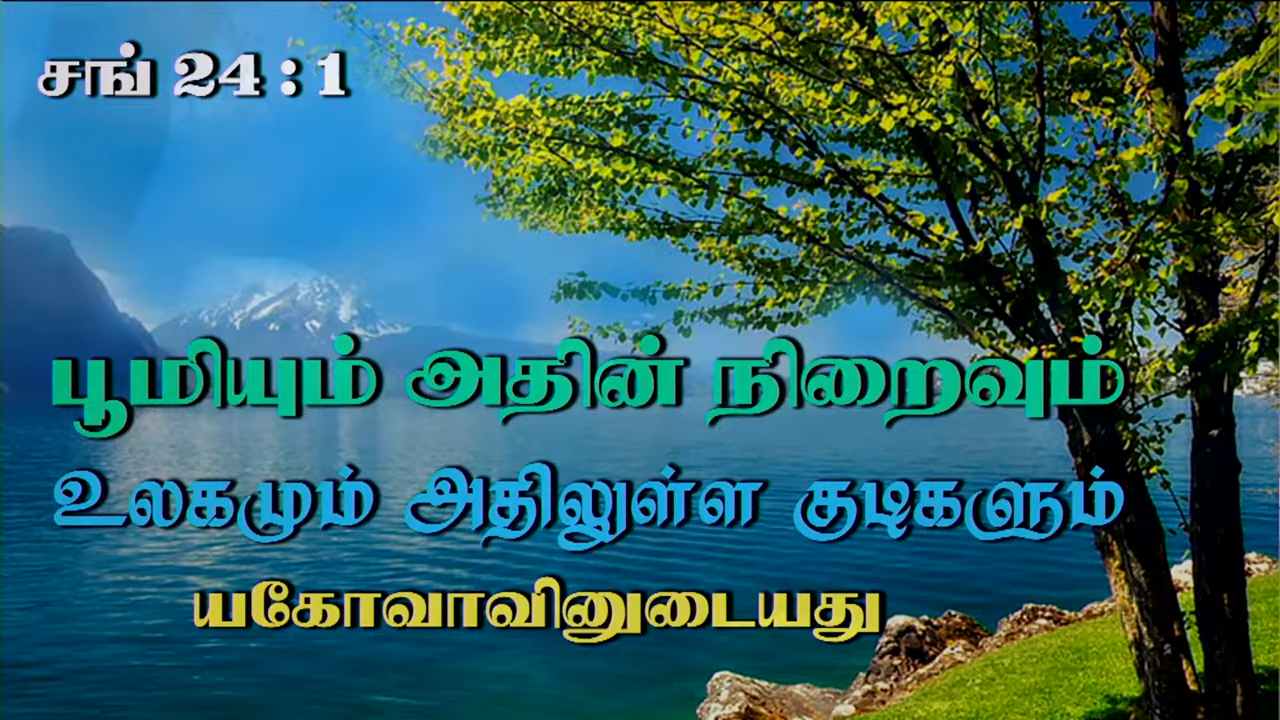 சங் 24 : 1
பூமியும் அதின் நிறைவும்
உலகமும் அதிலுள்ள குடிகளும்
யகோவாவினுடையது